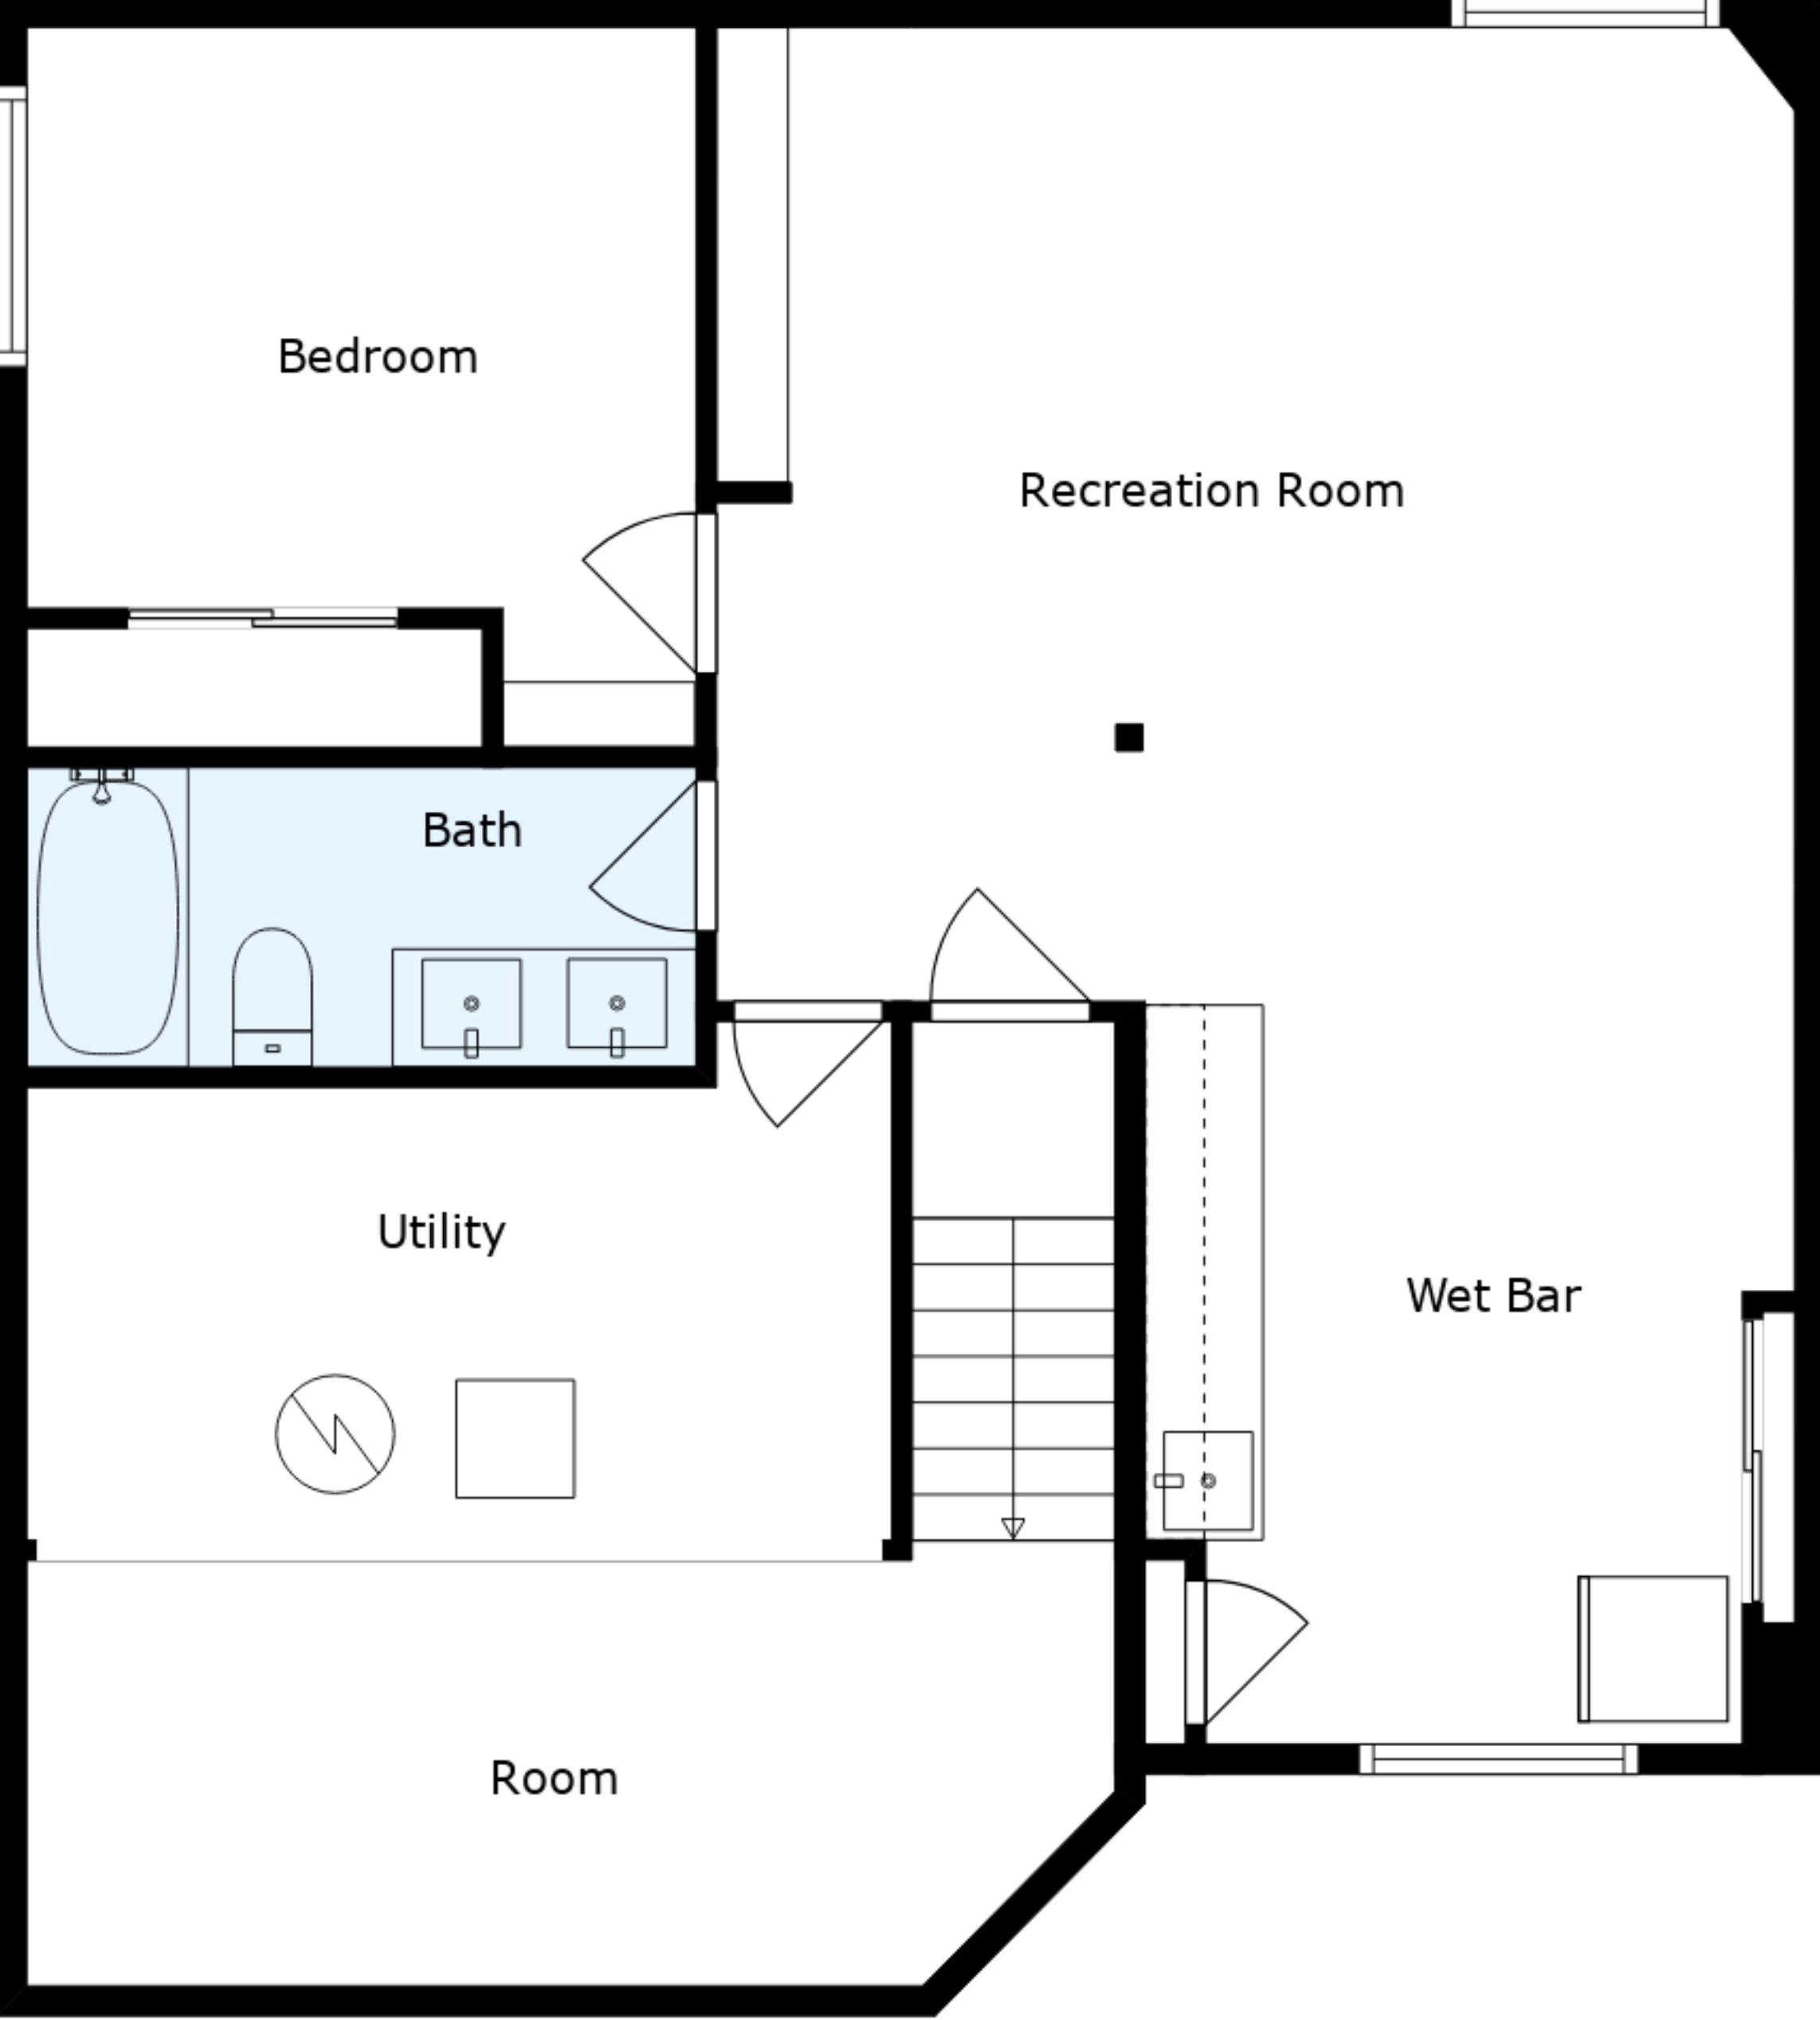 Bedroom
Recreation Room
Bath
Utility
Wet Bar
Room